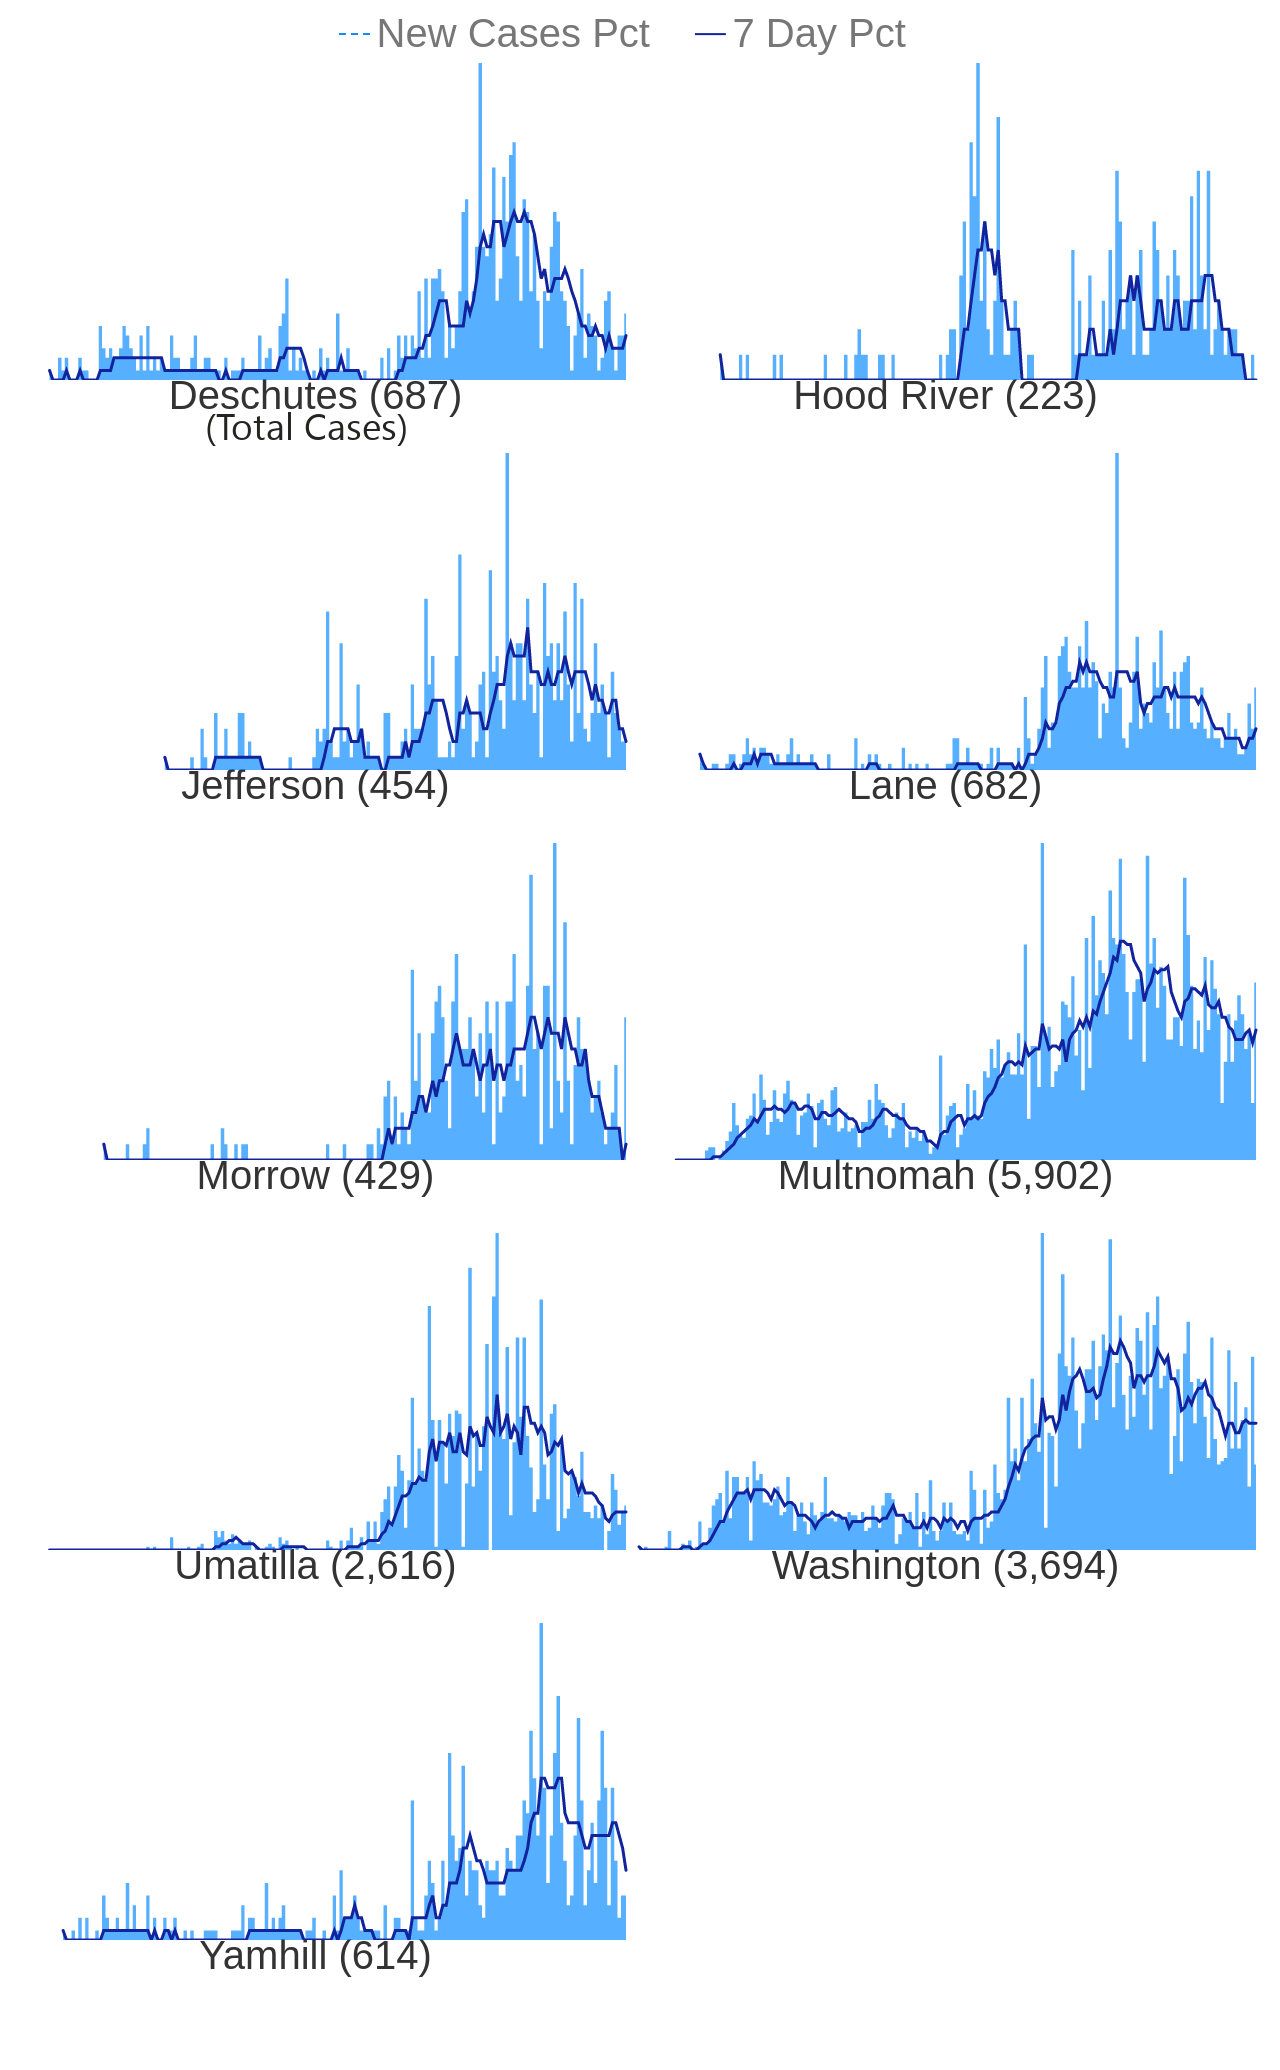 New Cases Pct 7 Day Pct
Deschutes (687) Hood River (223)
(Total Cases)
Jefferson (454) Lane (682)
Morrow (429) Multnomah (5,902)
Umatilla (2,616) Washington (3,694)
Yamhill (614)